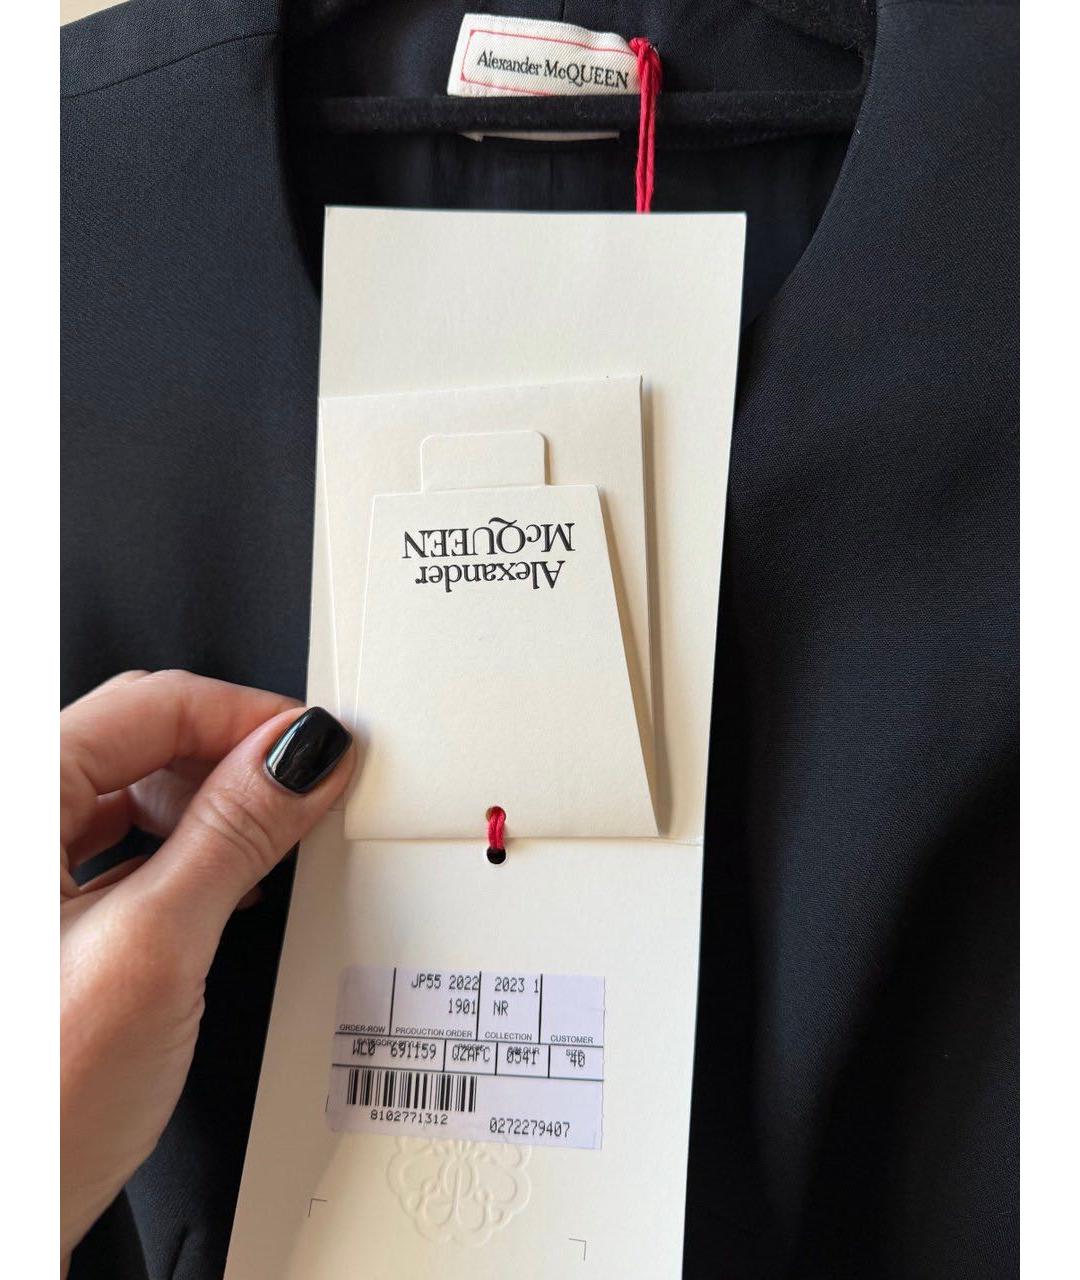 Alexander McQUEEN
McQUEEN
Alexander
JP55 2022 2023 1
1901 NR
ORDER-ROW PRODUCTION ORDER COLLECTION CUSTOMER
WL0 691159 QZAFC 0541 40
8102771312
0272279407